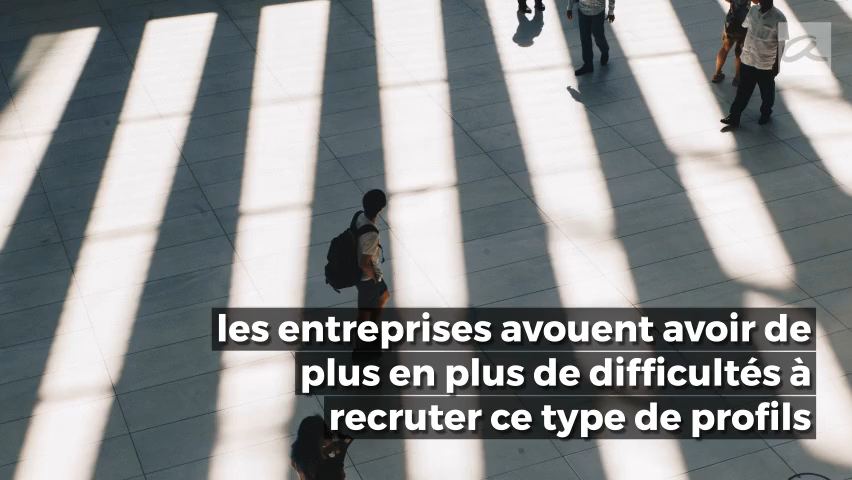 les entreprises avouent avoir de
plus en plus de difficultés à
recruter ce type de profils